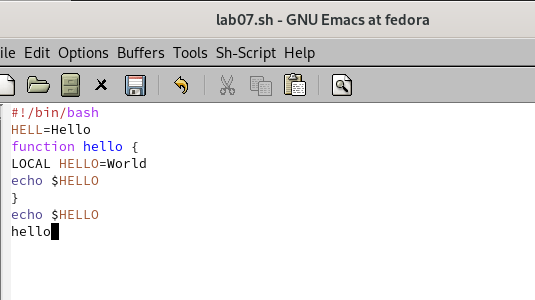 lab07.sh - GNU Emacs at fedora
ile Edit Options Buffers Tools Sh-Script Help
#!/bin/bash
HELL=Hello
function hello {
LOCAL HELLO=World
echo $HELLO
}
echo $HELLO
hello